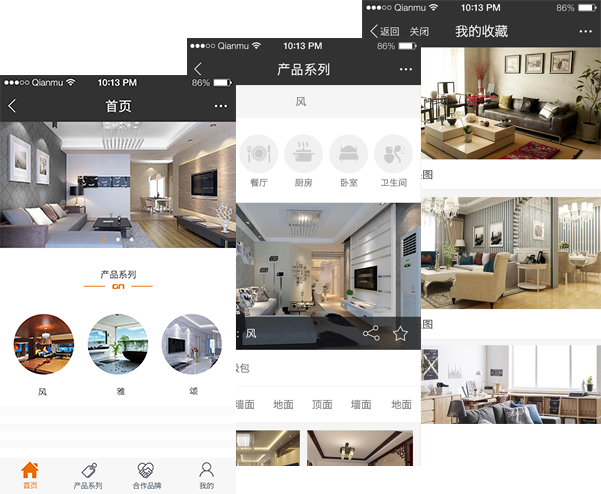 ●●●○○ Qianmu 10:13 PM 86%
首页
产品系列
GN
风 雅 颂
首页 产品系列 合作品牌 我的
●●●○○ Qianmu 10:13 PM 86%
产品系列
风
餐厅 厨房 卧室 卫生间
: 风
包
墙面 地面 顶面 墙面 地面
●●●○○ Qianmu 10:13 PM 86%
返回 关闭 我的收藏
图
图